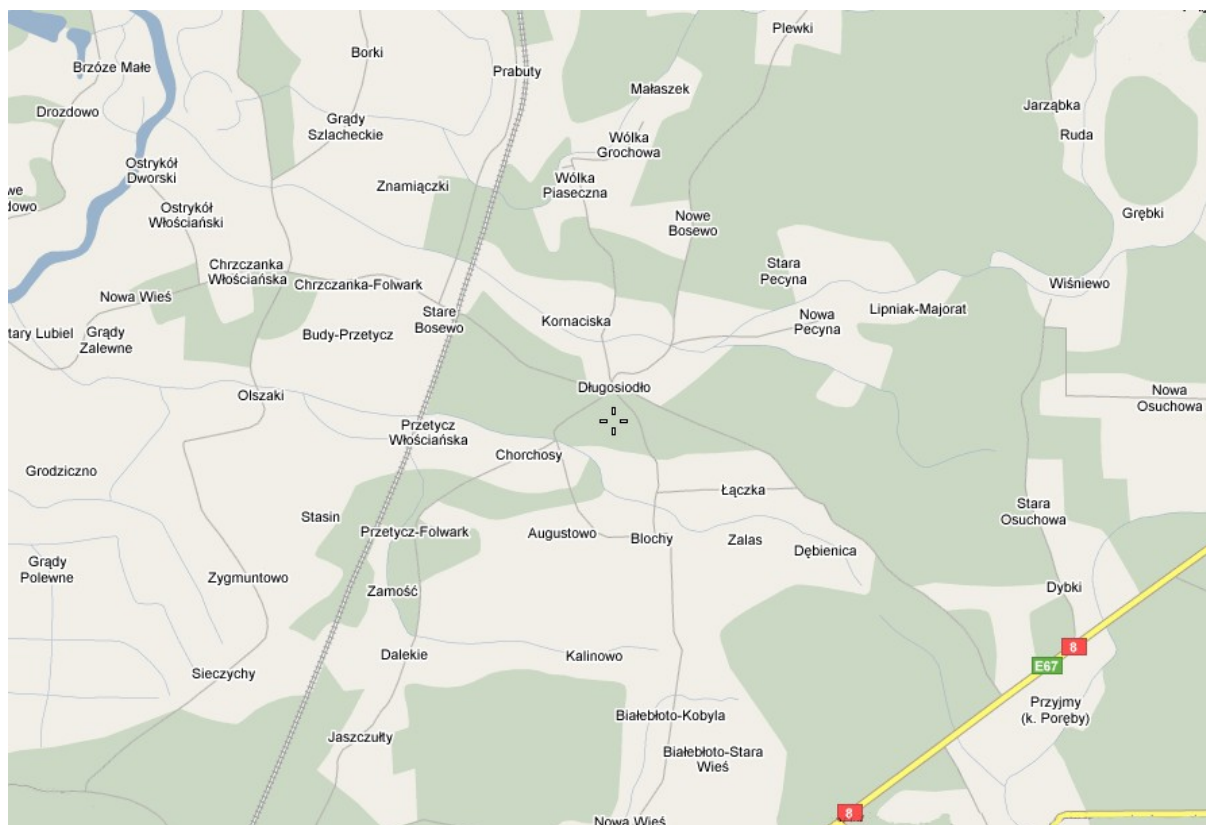 Plewki
Borki
Brzóze Małe
Prabuty
Małaszek
Drozdowo
Jarząbka
Grądy
Szlacheckie
Ruda
Wólka
Grochowa
Ostrykół
Dworski
Znamiączki
Wólka
Piaseczna
we
dowo
Ostrykół
Włościański
Nowe
Bosewo
Grębki
Chrzczanka
Włościańska
Stara
Pecyna
Chrzczanka-Folwark
Wiśniewo
Nowa Wieś
Stare
Bosewo
Kornaciska
Nowa
Pecyna
Lipniak-Majorat
tary Lubiel
Grądy
Zalewne
Budy-Przetycz
Długosiodło
Olszaki
Nowa
Osuchowa
Przetycz
Włościańska
Chorchosy
Grodziczno
Łączka
Stasin
Stara
Osuchowa
Przetycz-Folwark
Augustowo
Blochy
Zalas
Dębienica
Grądy
Polewne
Zygmuntowo
Zamość
Dybki
8
Dalekie
Kalinowo
E67
Sieczychy
Przyjmy
(k. Poręby)
Białebłoto-Kobyla
Jaszczułty
Białebłoto-Stara
Wieś
8
Nowa Wieś